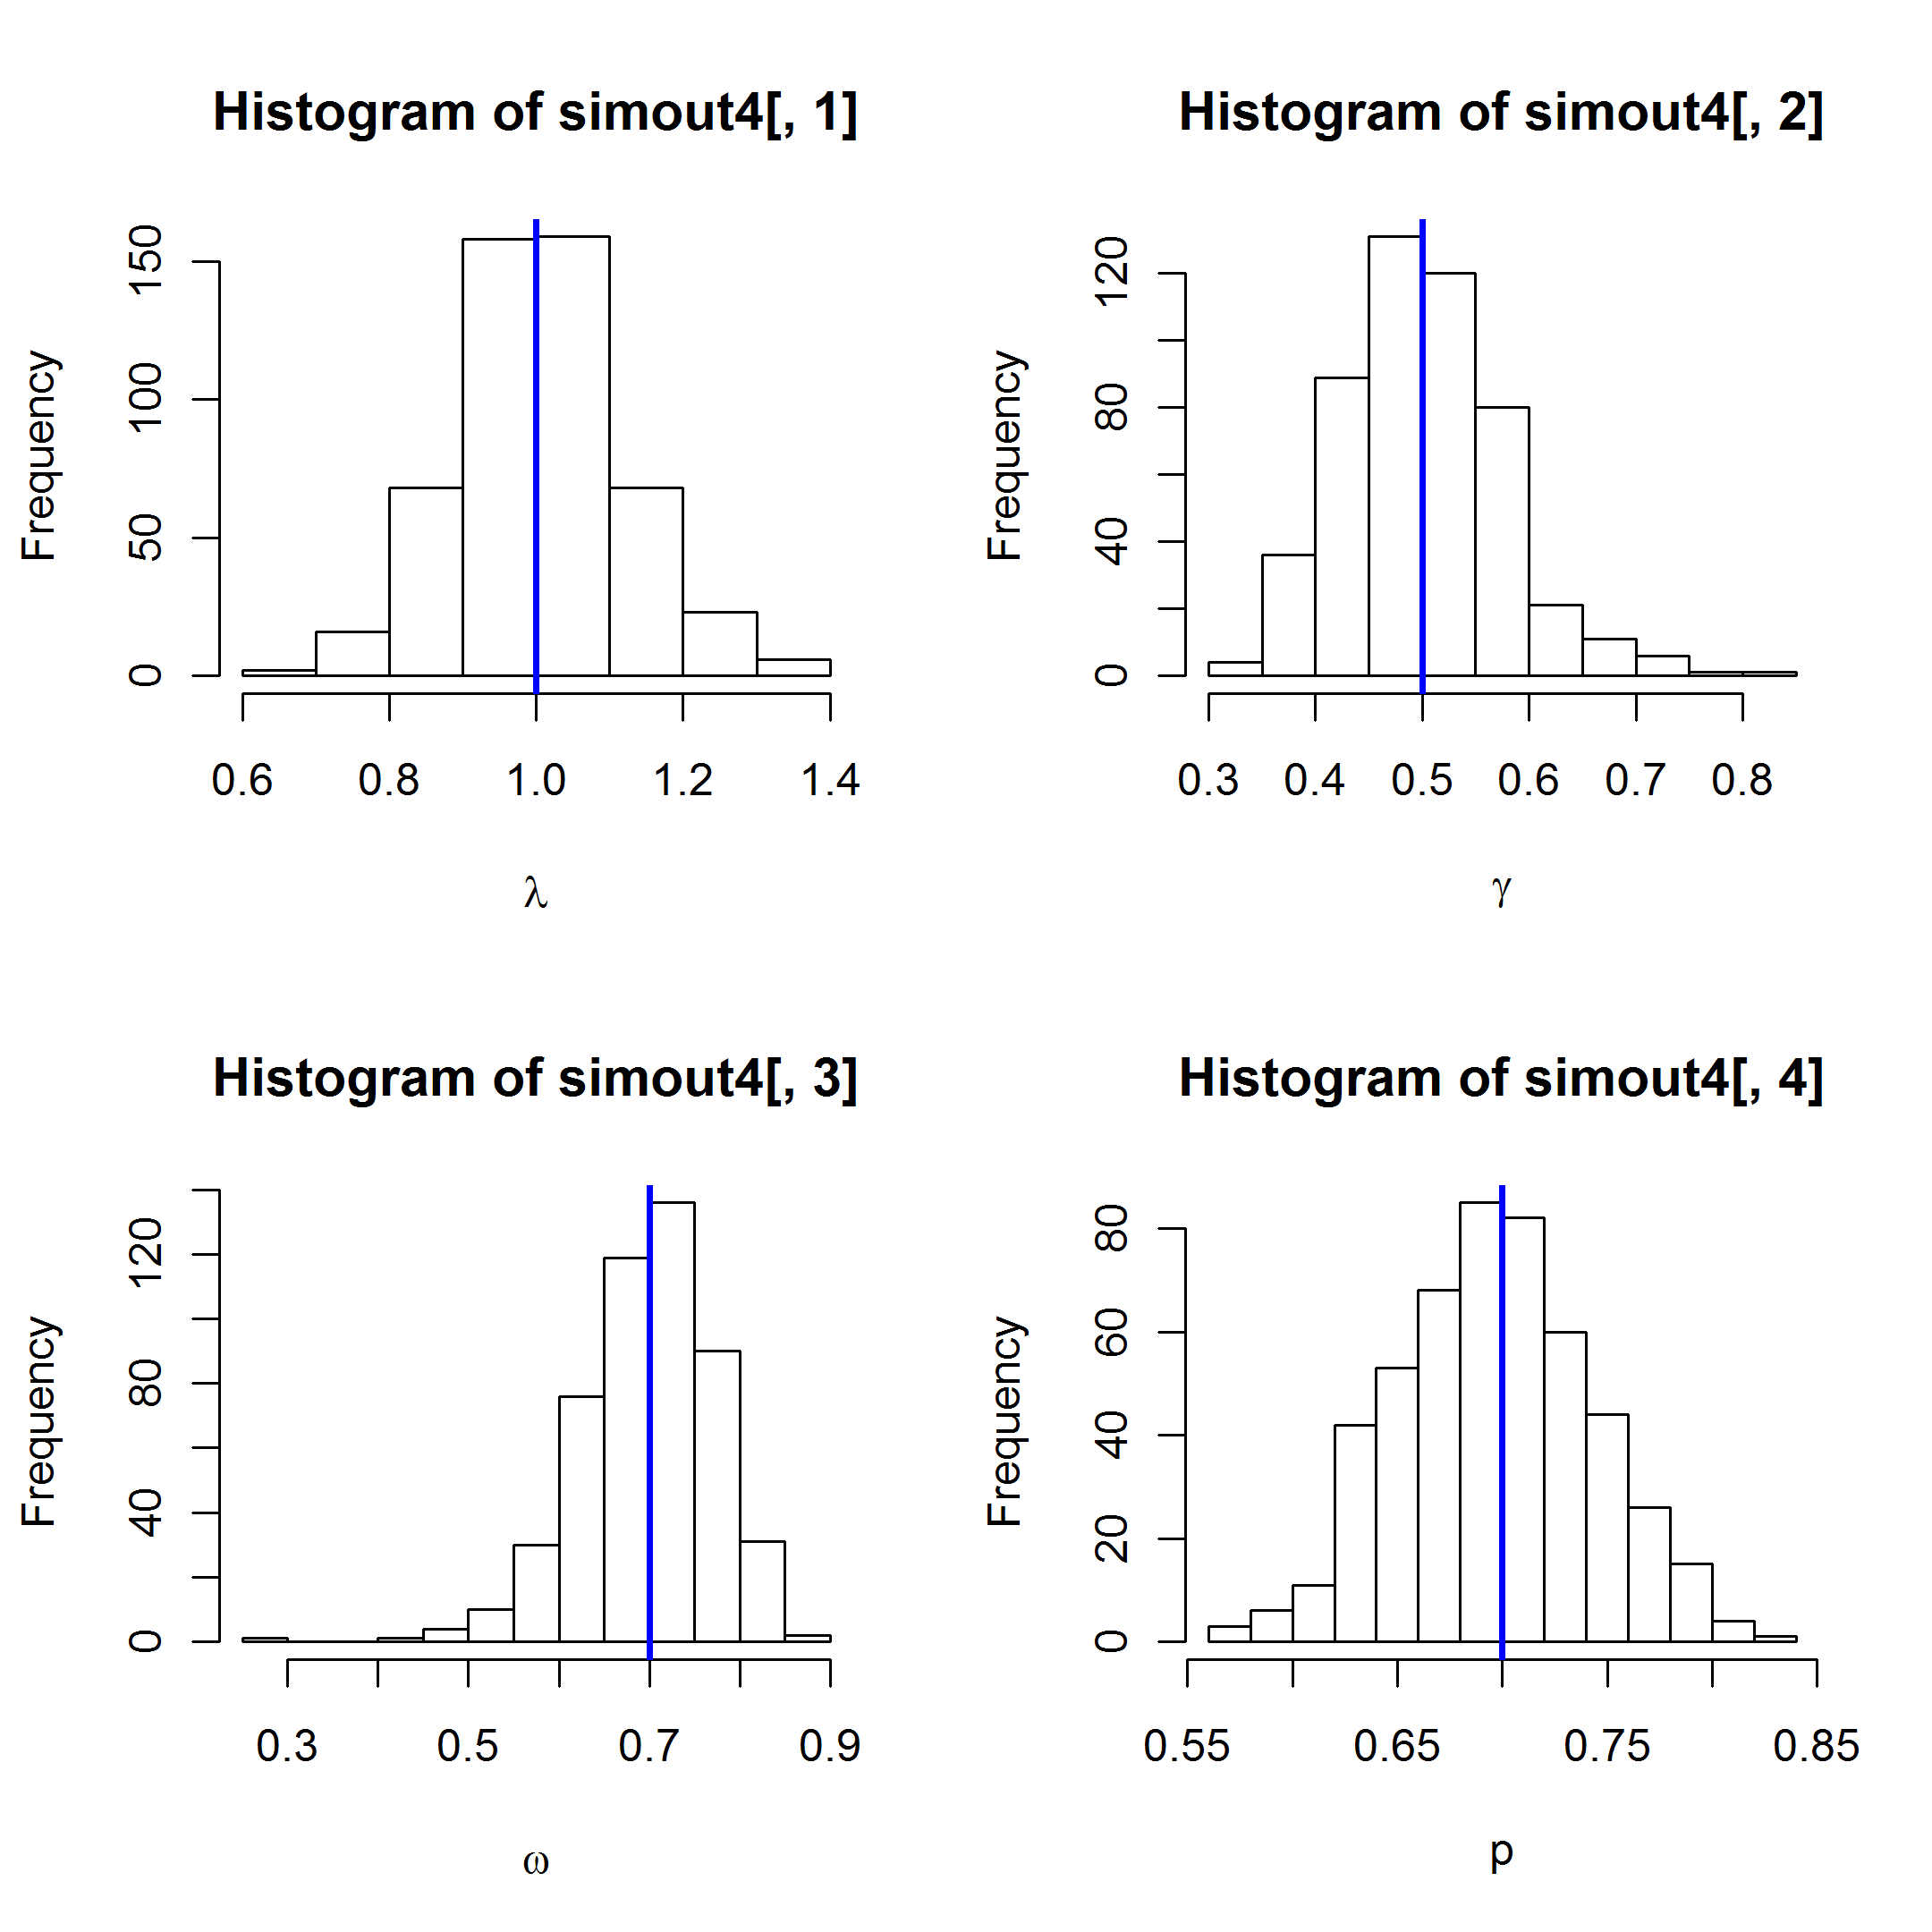 Histogram of simout4[, 1]
Frequency
0 50 100 150
0.6 0.8 1.0 1.2 1.4
λ
Histogram of simout4[, 2]
Frequency
0 40 80 120
0.3 0.4 0.5 0.6 0.7 0.8
γ
Histogram of simout4[, 3]
Frequency
0 40 80 120
0.3 0.5 0.7 0.9
ω
Histogram of simout4[, 4]
Frequency
0 20 40 60 80
0.55 0.65 0.75 0.85
p